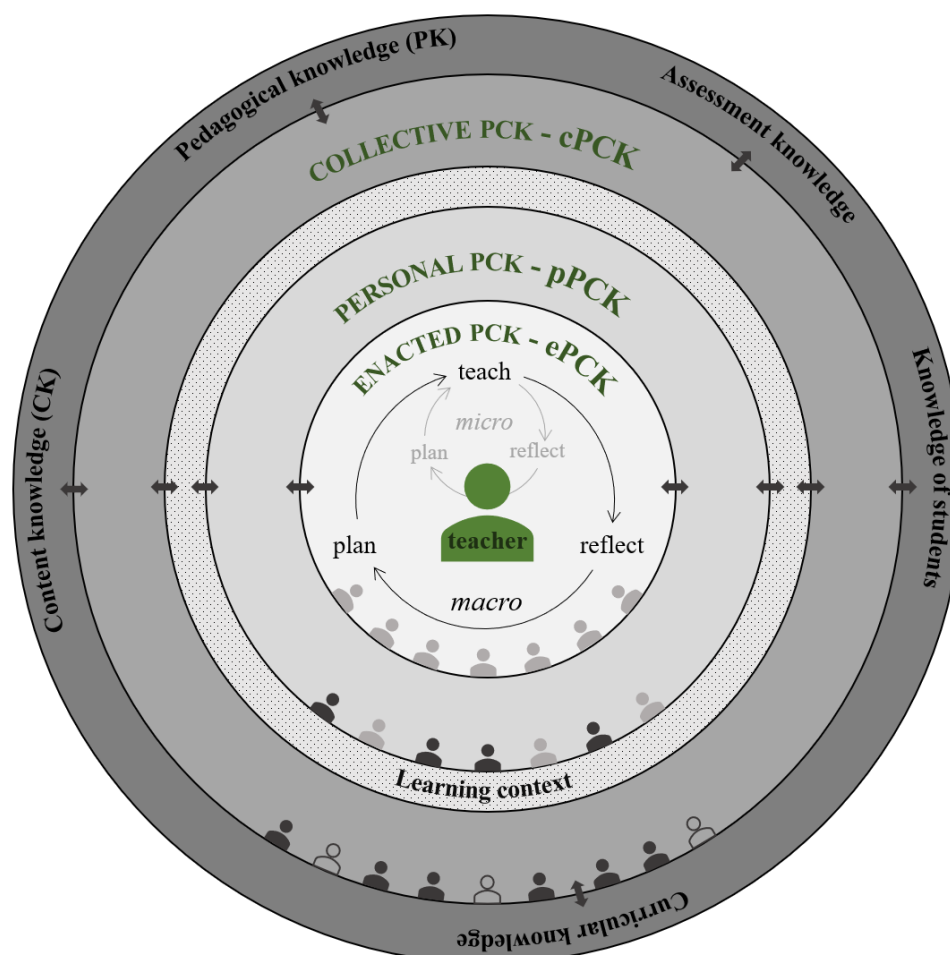 Pedagogical knowledge (PK)
Assessment knowledge
COLLECTIVE PCK - cPCK
PERSONAL PCK - pPCK
ENACTED PCK - ePCK
teach
micro
plan
reflect
teacher
plan
reflect
macro
Content knowledge (CK)
Knowledge of students
Learning context
Curricular knowledge